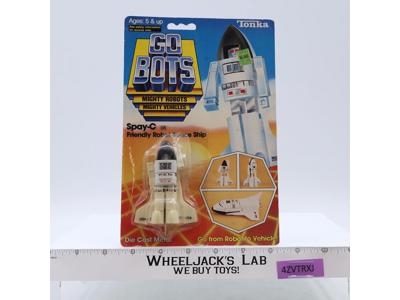 Ages: 5 & up
Tonka
GO
BOTS
MIGHTY ROBOTS
MIGHTY VEHICLES
Spay-C
Friendly Robot Space Ship
Die Cast Metal
Go from Robot to Vehicle
WHEELJACK'S LAB
WE BUY TOYS!
4ZVTRXJ